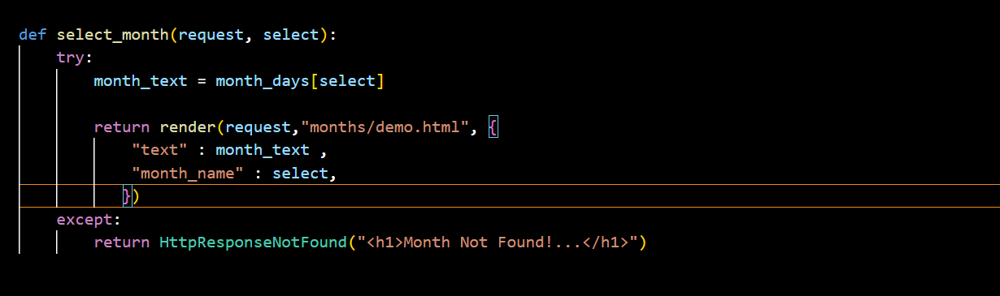 def select_month(request, select):
    try:
        month_text = month_days[select]

        return render(request,"months/demo.html", {
            "text" : month_text ,
            "month_name" : select,
           })
    except:
        return HttpResponseNotFound("<h1>Month Not Found!...</h1>")